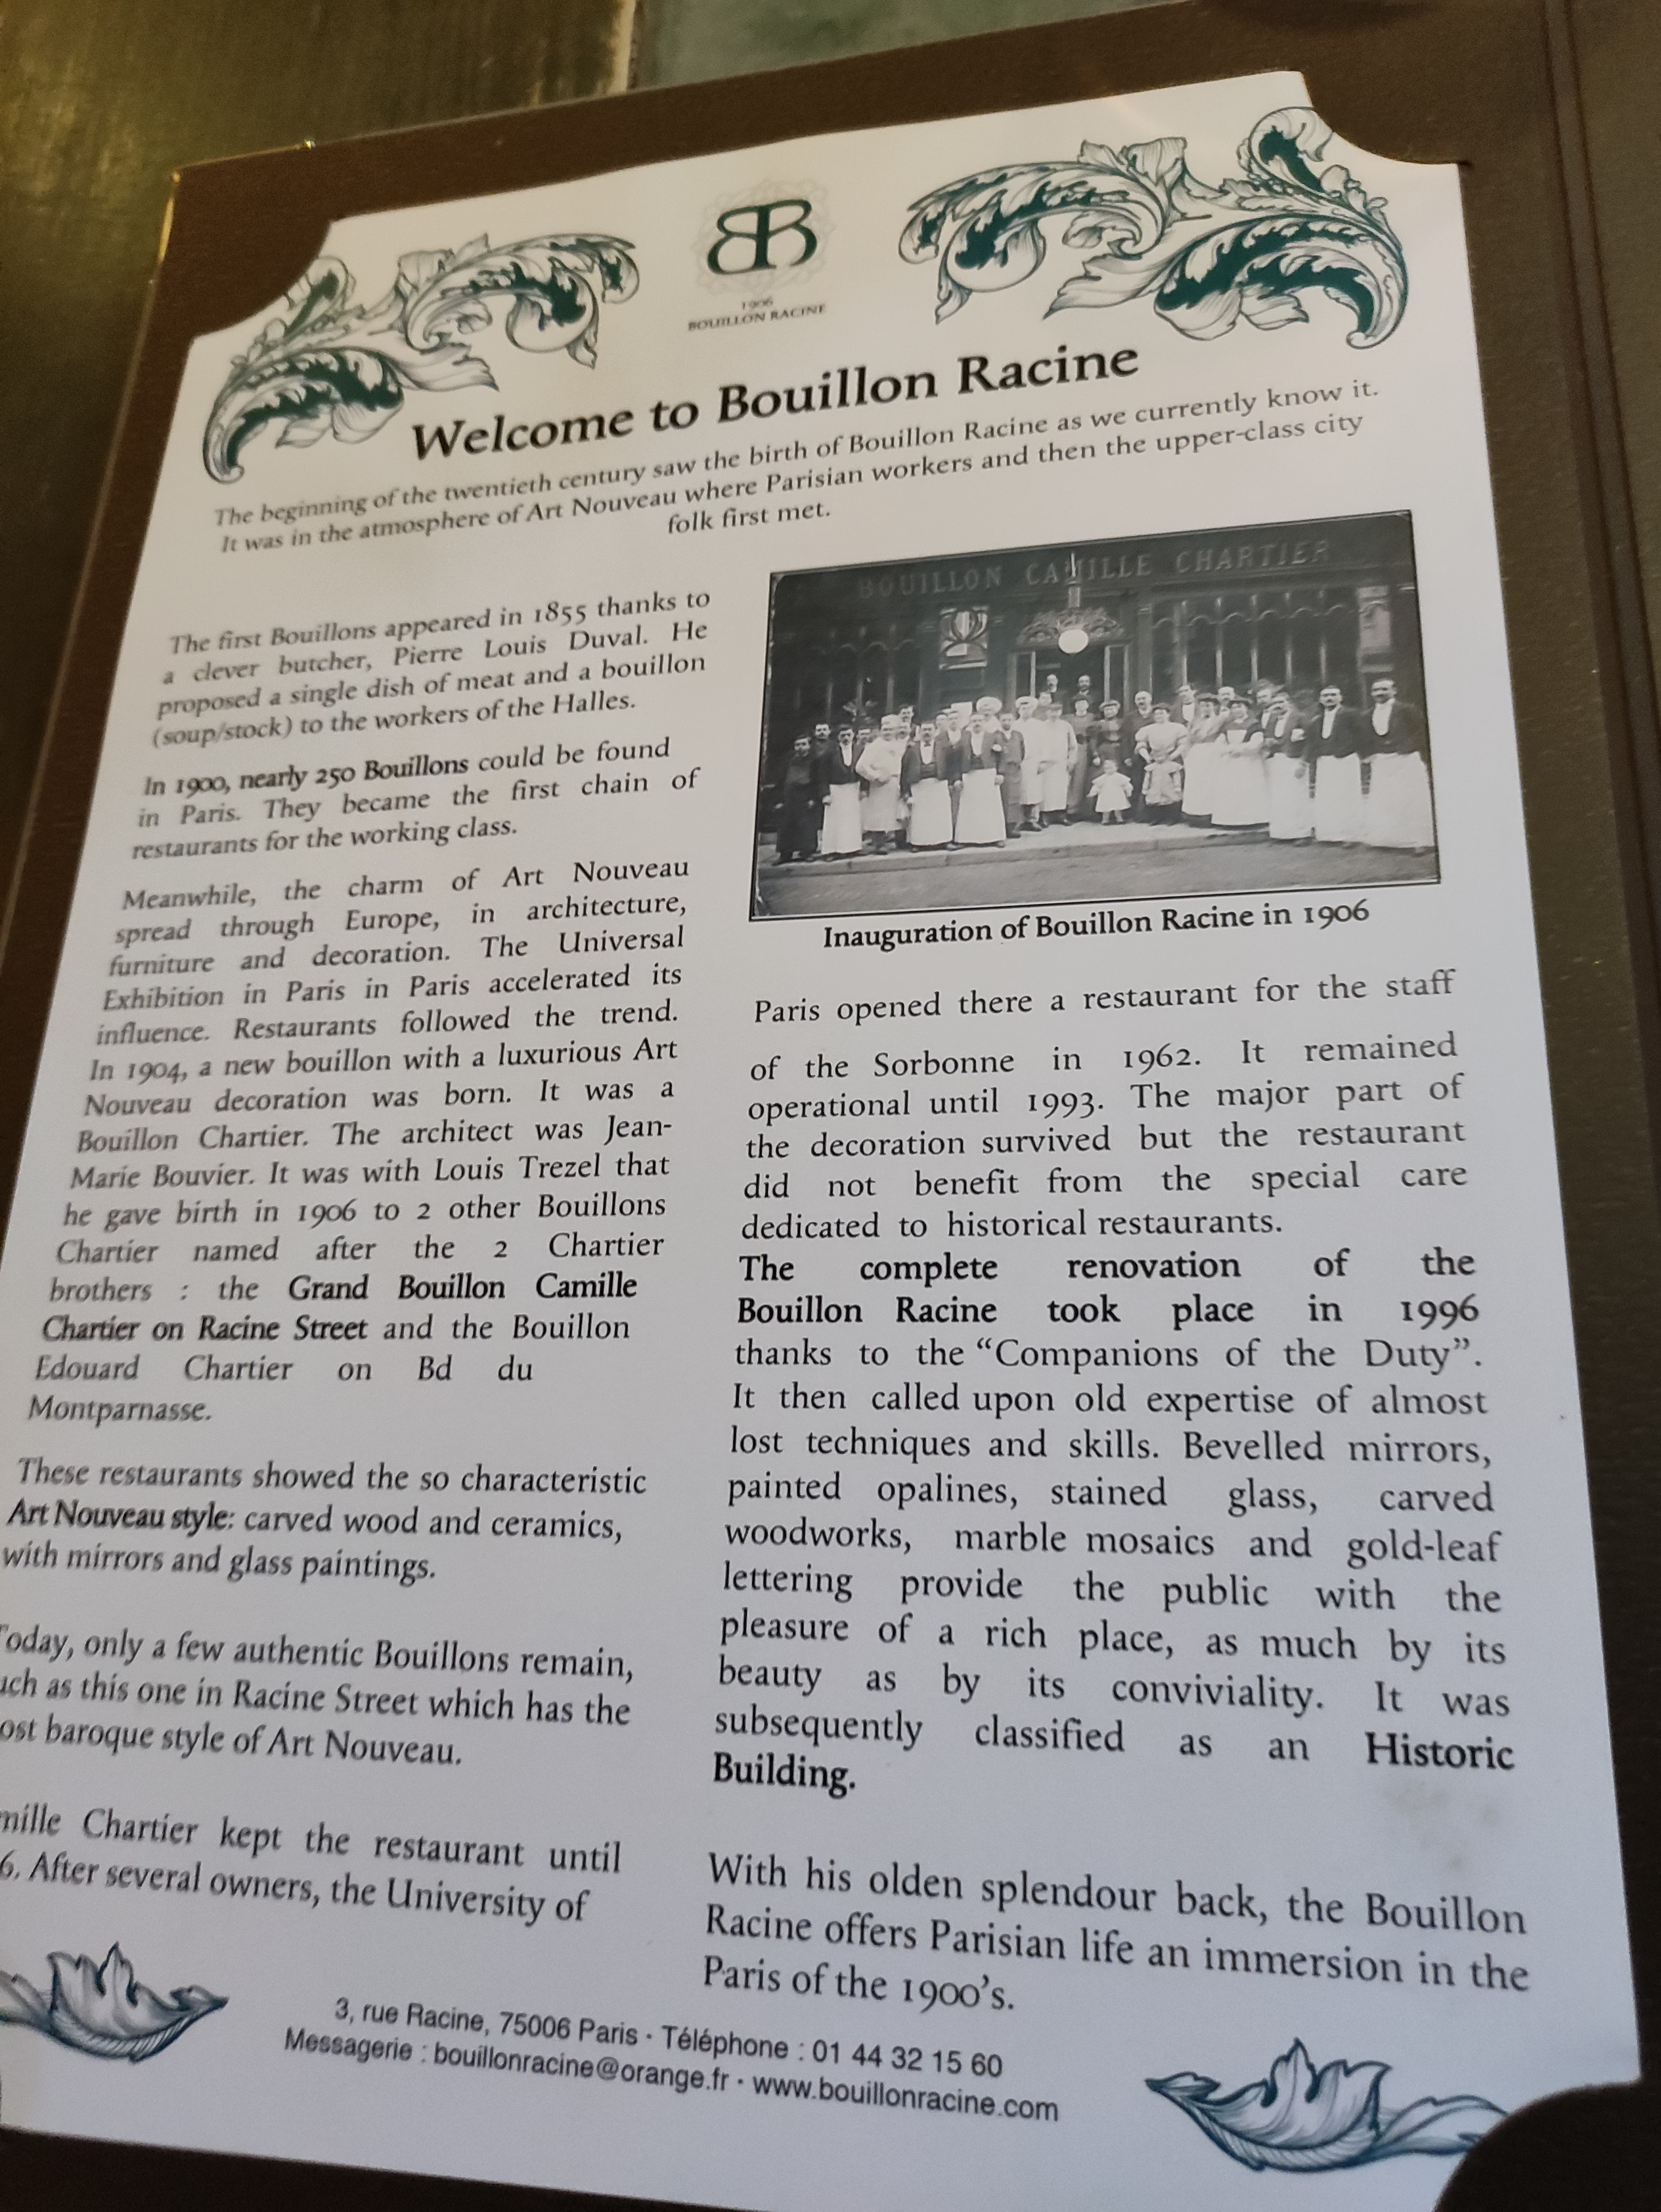 BB
1906
BOUILLON RACINE
Welcome to Bouillon Racine
The beginning of the twentieth century saw the birth of Bouillon Racine as we currently know it.
It was in the atmosphere of Art Nouveau where Parisian workers and then the upper-class city
folk first met.
The first Bouillons appeared in 1855 thanks to
a clever butcher, Pierre Louis Duval. He
proposed a single dish of meat and a bouillon
(soup/stock) to the workers of the Halles.
In 1900, nearly 250 Bouillons could be found
in Paris. They became the first chain of
restaurants for the working class.
Meanwhile, the charm of Art Nouveau
spread through Europe, in architecture,
furniture and decoration. The Universal
Exhibition in Paris in Paris accelerated its
influence. Restaurants followed the trend.
In 1904, a new bouillon with a luxurious Art
Nouveau decoration was born. It was a
Bouillon Chartier. The architect was Jean-
Marie Bouvier. It was with Louis Trezel that
he gave birth in 1906 to 2 other Bouillons
Chartier named after the 2 Chartier
brothers : the Grand Bouillon Camille
Chartier on Racine Street and the Bouillon
Edouard Chartier on Bd du
Montparnasse.
These restaurants showed the so characteristic
Art Nouveau style: carved wood and ceramics,
with mirrors and glass paintings.
Today, only a few authentic Bouillons remain,
uch as this one in Racine Street which has the
ost baroque style of Art Nouveau.
mille Chartier kept the restaurant until
6. After several owners, the University of
BOUILLON CAMILLE CHARTIER
Inauguration of Bouillon Racine in 1906
Paris opened there a restaurant for the staff
of the Sorbonne in 1962. It remained
operational until 1993. The major part of
the decoration survived but the restaurant
did not benefit from the special care
dedicated to historical restaurants.
The complete renovation of the
Bouillon Racine took place in 1996
thanks to the “Companions of the Duty”.
It then called upon old expertise of almost
lost techniques and skills. Bevelled mirrors,
painted opalines, stained glass, carved
woodworks, marble mosaics and gold-leaf
lettering provide the public with the
pleasure of a rich place, as much by its
beauty as by its conviviality. It was
subsequently classified as an Historic
Building.
With his olden splendour back, the Bouillon
Racine offers Parisian life an immersion in the
Paris of the 1900’s.
3, rue Racine, 75006 Paris · Téléphone : 01 44 32 15 60
Messagerie : bouillonracine@orange.fr · www.bouillonracine.com